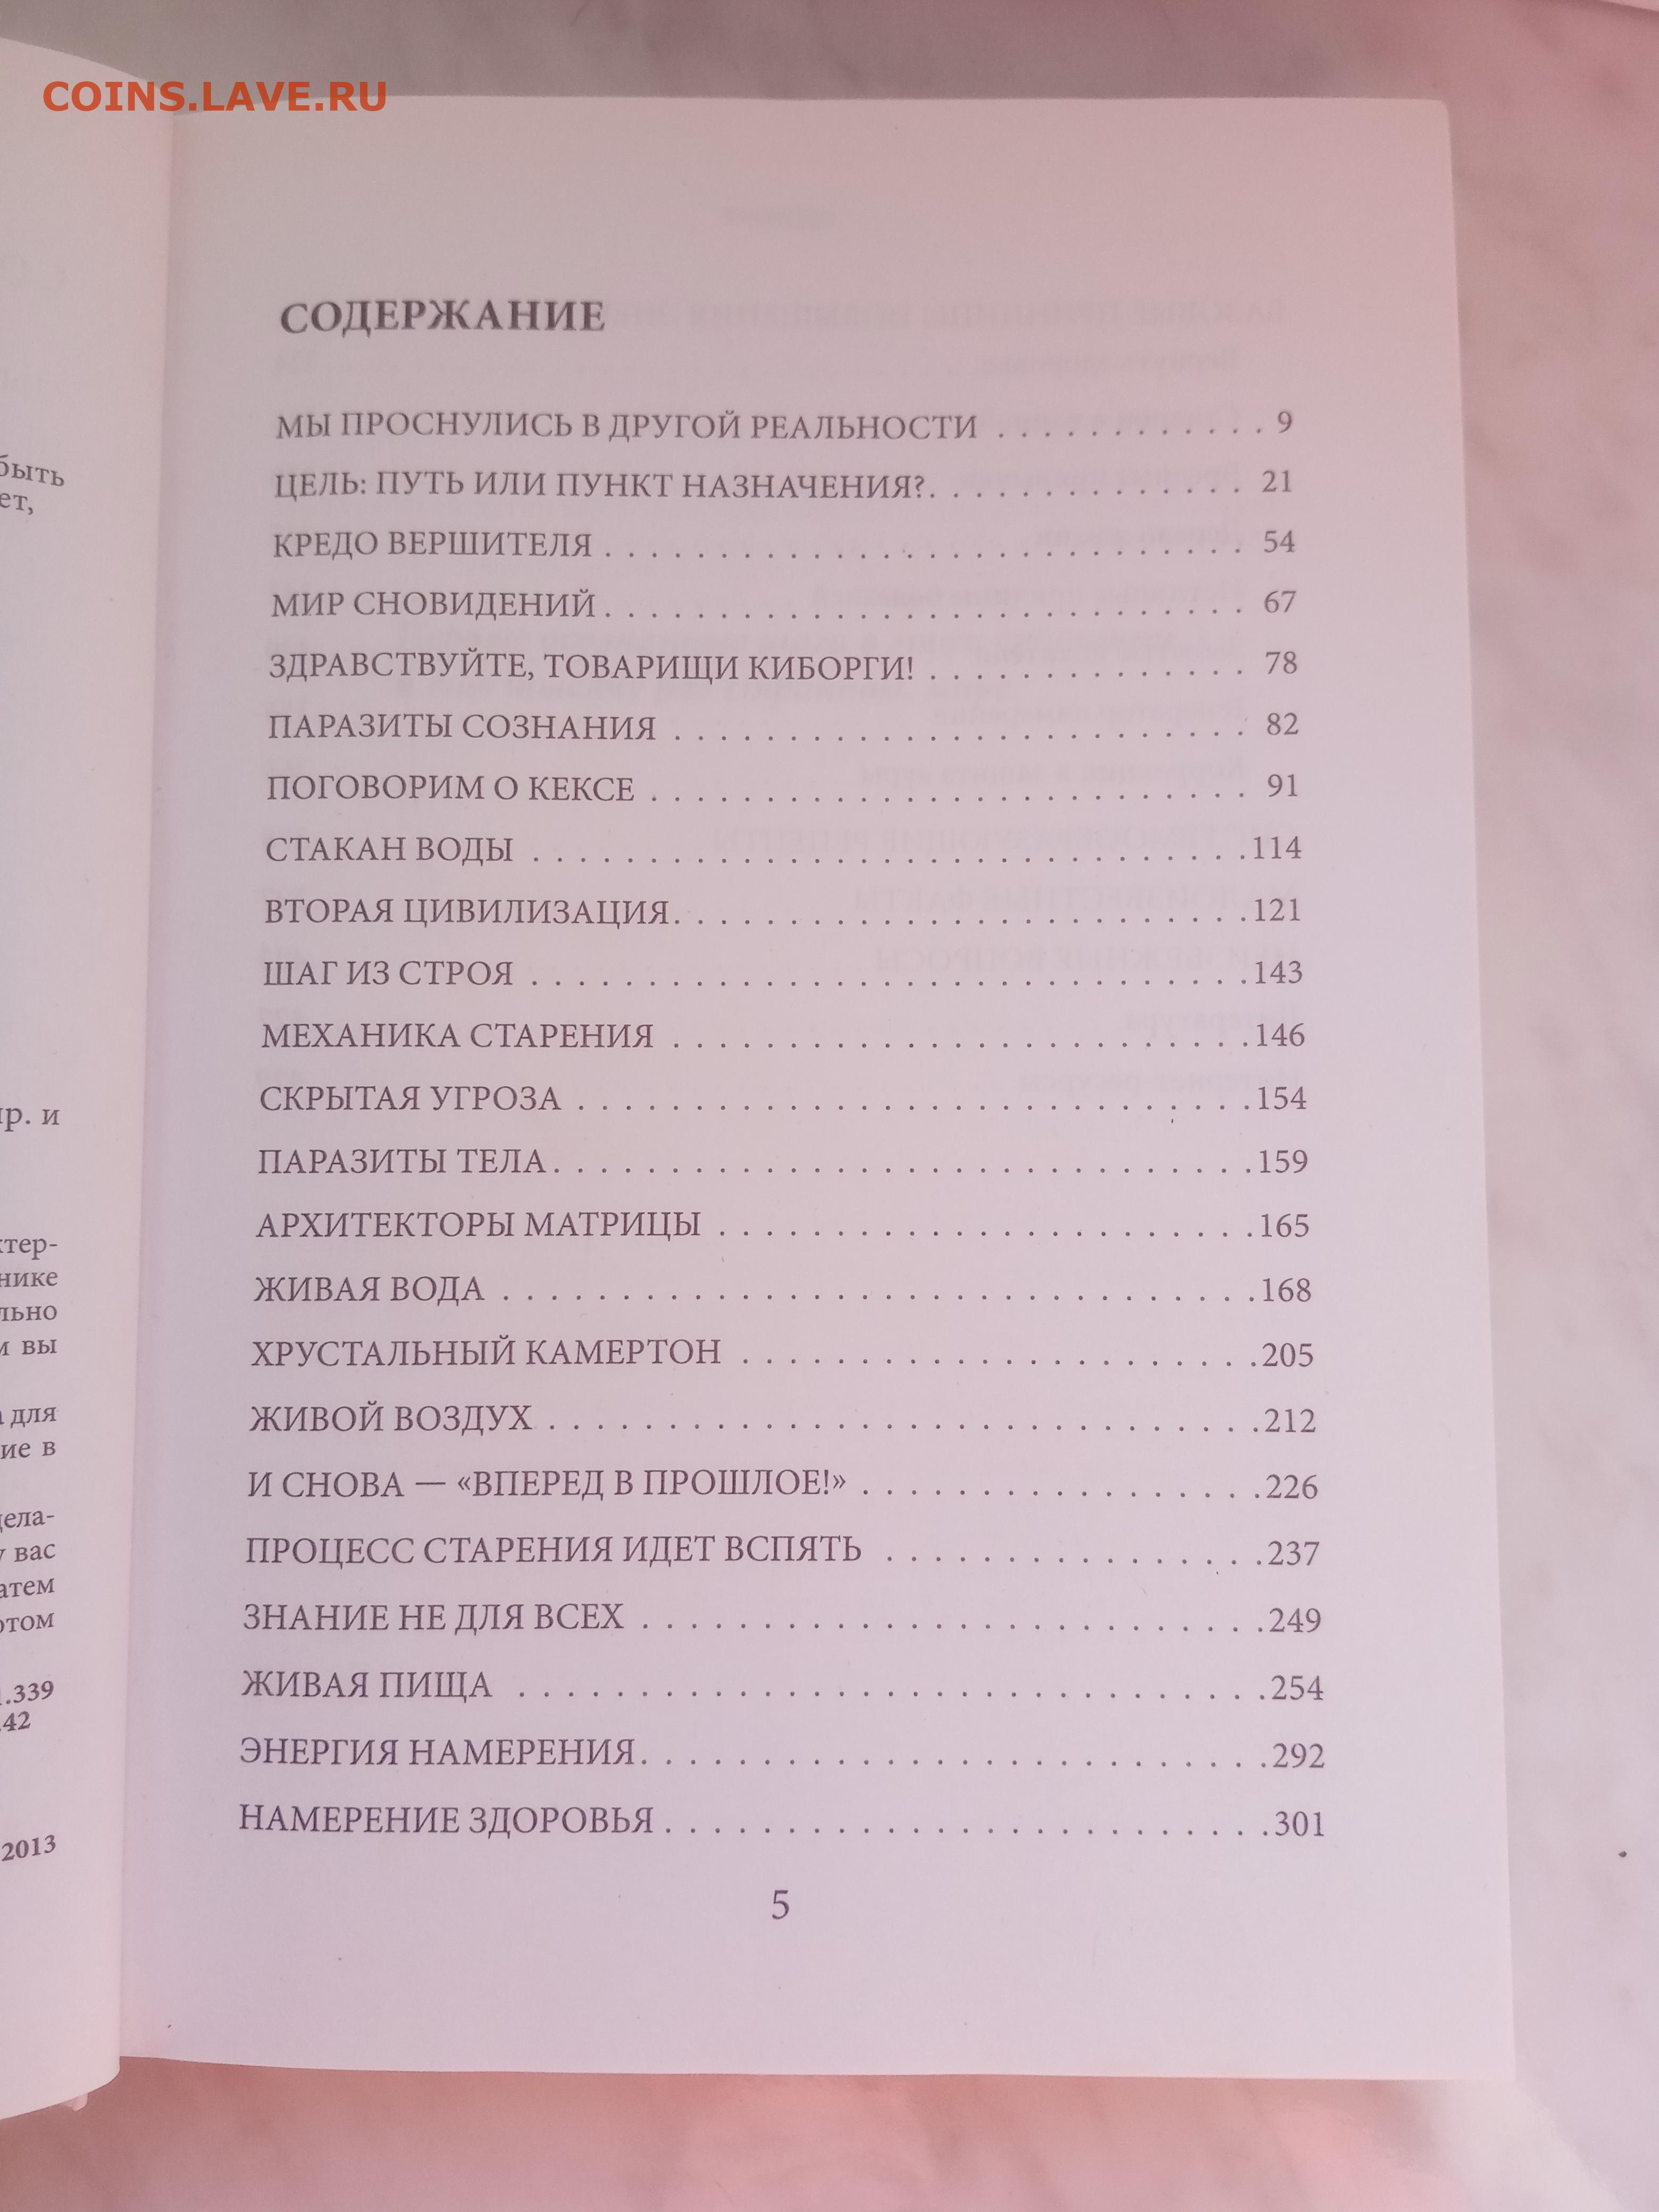 COINS.LAVE.RU
быть
ет,
р. и
ктер-
нике
льно
и вы
для
ие в
дела-
у вас
атем
отом
.339
.42
2013
СОДЕРЖАНИЕ
МЫ ПРОСНУЛИСЬ В ДРУГОЙ РЕАЛЬНОСТИ . . . . . . . . . . . . 9
ЦЕЛЬ: ПУТЬ ИЛИ ПУНКТ НАЗНАЧЕНИЯ?. . . . . . . . . . . . . . 21
КРЕДО ВЕРШИТЕЛЯ . . . . . . . . . . . . . . . . . . . . . . . . . . . . 54
МИР СНОВИДЕНИЙ . . . . . . . . . . . . . . . . . . . . . . . . . . . . 67
ЗДРАВСТВУЙТЕ, ТОВАРИЩИ КИБОРГИ! . . . . . . . . . . . . . . 78
ПАРАЗИТЫ СОЗНАНИЯ . . . . . . . . . . . . . . . . . . . . . . . . . 82
ПОГОВОРИМ О КЕКСЕ . . . . . . . . . . . . . . . . . . . . . . . . . . 91
СТАКАН ВОДЫ . . . . . . . . . . . . . . . . . . . . . . . . . . . . . . .114
ВТОРАЯ ЦИВИЛИЗАЦИЯ. . . . . . . . . . . . . . . . . . . . . . . . .121
ШАГ ИЗ СТРОЯ . . . . . . . . . . . . . . . . . . . . . . . . . . . . . . .143
МЕХАНИКА СТАРЕНИЯ . . . . . . . . . . . . . . . . . . . . . . . . .146
СКРЫТАЯ УГРОЗА . . . . . . . . . . . . . . . . . . . . . . . . . . . . .154
ПАРАЗИТЫ ТЕЛА . . . . . . . . . . . . . . . . . . . . . . . . . . . . . .159
АРХИТЕКТОРЫ МАТРИЦЫ . . . . . . . . . . . . . . . . . . . . . . .165
ЖИВАЯ ВОДА . . . . . . . . . . . . . . . . . . . . . . . . . . . . . . . .168
ХРУСТАЛЬНЫЙ КАМЕРТОН . . . . . . . . . . . . . . . . . . . . . .205
ЖИВОЙ ВОЗДУХ . . . . . . . . . . . . . . . . . . . . . . . . . . . . . .212
И СНОВА — «ВПЕРЕД В ПРОШЛОЕ!» . . . . . . . . . . . . . . . . .226
ПРОЦЕСС СТАРЕНИЯ ИДЕТ ВСПЯТЬ . . . . . . . . . . . . . . . .237
ЗНАНИЕ НЕ ДЛЯ ВСЕХ . . . . . . . . . . . . . . . . . . . . . . . . . .249
ЖИВАЯ ПИЩА . . . . . . . . . . . . . . . . . . . . . . . . . . . . . . . .254
ЭНЕРГИЯ НАМЕРЕНИЯ. . . . . . . . . . . . . . . . . . . . . . . . . .292
НАМЕРЕНИЕ ЗДОРОВЬЯ . . . . . . . . . . . . . . . . . . . . . . . . .301
5